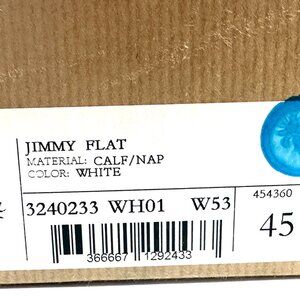 JIMMY FLAT
MATERIAL: CALF/NAP
COLOR: WHITE
3240233 WH01 W53
454360
45
366667 1292433